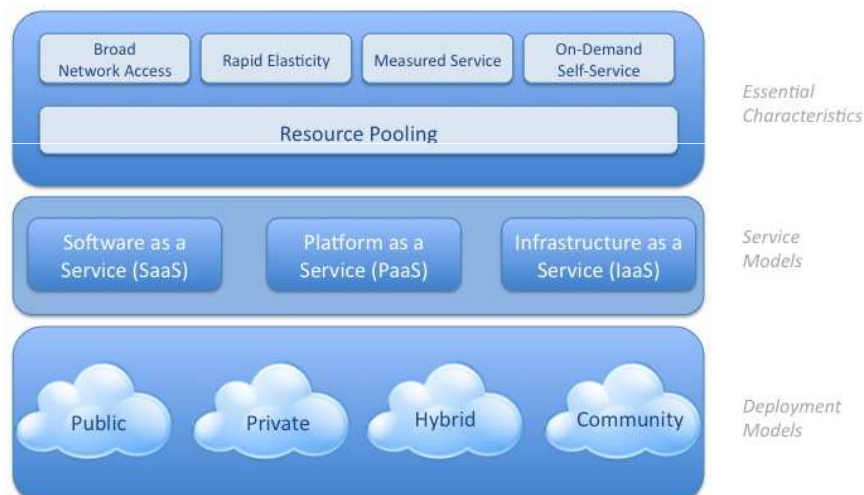 Broad
Network Access
Rapid Elasticity
Measured Service
On-Demand
Self-Service
Resource Pooling
Essential
Characteristics
Software as a
Service (SaaS)
Platform as a
Service (PaaS)
Infrastructure as a
Service (IaaS)
Service
Models
Public
Private
Hybrid
Community
Deployment
Models